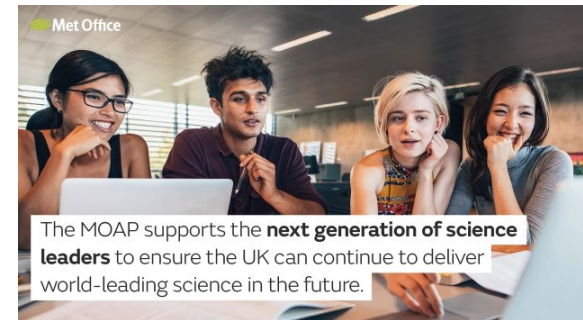 Met Office
The MOAP supports the next generation of science
leaders to ensure the UK can continue to deliver
world-leading science in the future.